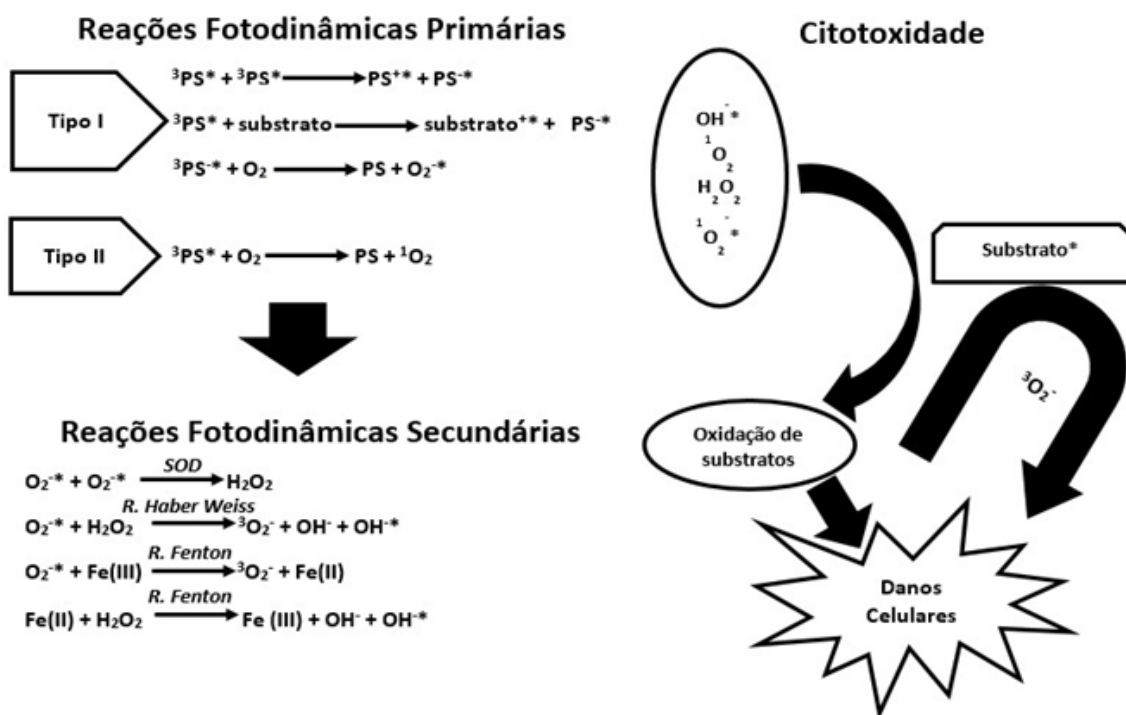 Reações Fotodinâmicas Primárias
Tipo I
³PS* + ³PS* → PS⁺* + PS⁻*
³PS* + substrato → substrato⁺* + PS⁻*
³PS⁻* + O₂ → PS + O₂⁻*
Tipo II
³PS* + O₂ → PS + ¹O₂
Reações Fotodinâmicas Secundárias
SOD
O₂⁻* + O₂⁻* → H₂O₂
R. Haber Weiss
O₂⁻* + H₂O₂ → ³O₂⁻ + OH⁻ + OH⁻*
R. Fenton
O₂⁻* + Fe(III) → ³O₂⁻ + Fe(II)
R. Fenton
Fe(II) + H₂O₂ → Fe (III) + OH⁻ + OH⁻*
Citotoxidade
OH⁻*
¹O₂
H₂O₂
¹O₂⁻*
Substrato*
³O₂⁻
Oxidação de
substratos
Danos
Celulares